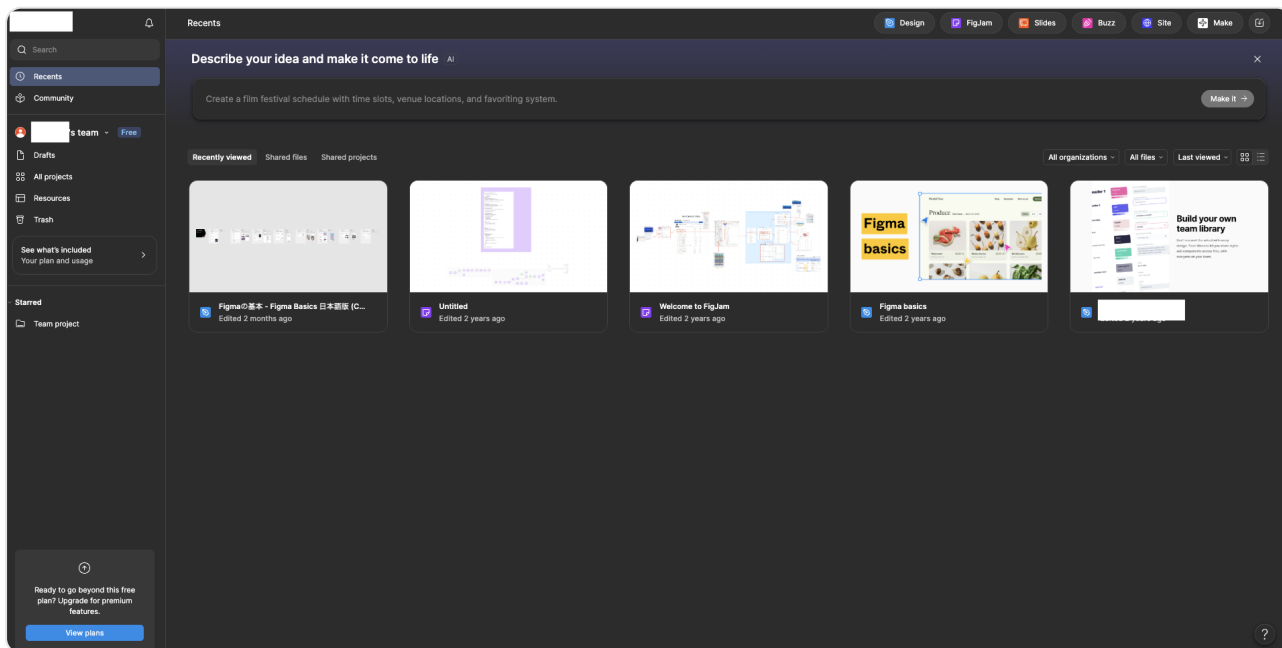 Recents
Design
FigJam
Slides
Buzz
Site
Make
Search
Recents
Community
's team
Free
Drafts
All projects
Resources
Trash
See what's included
Your plan and usage
Starred
Team project
Ready to go beyond this free
plan? Upgrade for premium
features.
View plans
Describe your idea and make it come to life AI
Create a film festival schedule with time slots, venue locations, and favoriting system.
Make it →
Recently viewed
Shared files
Shared projects
All organizations
All files
Last viewed
Figmaの基本 - Figma Basics 日本語版 (C...
Edited 2 months ago
Untitled
Edited 2 years ago
Welcome to FigJam
Edited 2 years ago
Figma
basics
Produce
Figma basics
Edited 2 years ago
Build your own
team library
Edited 2 years ago
?